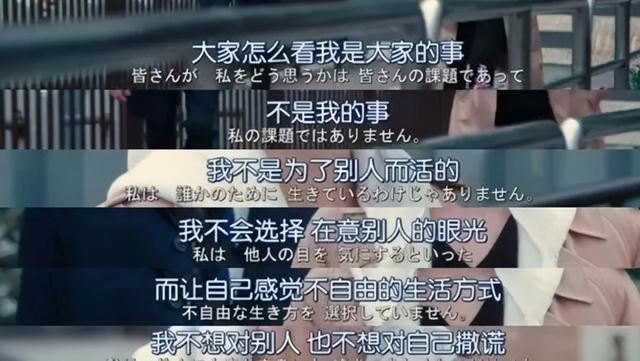 大家怎么看我是大家的事
皆さんが 私をどう思うかは 皆さんの課題であって
不是我的事
私の課題ではありません。
我不是为了别人而活的
私は 誰かのために 生きているわけじゃありません。
我不会选择 在意别人的眼光
私は 他人の目を 気にするといった
而让自己感觉不自由的生活方式
不自由な生き方を 選択していません。
我不想对别人 也不想对自己撒谎